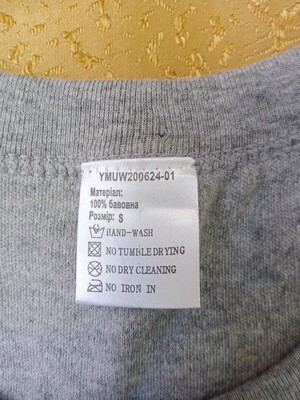 YMUW200624-01
Матеріал:
100% бавовна
Розмір: S
HAND-WASH
NO TUMBLE DRYING
NO DRY CLEANING
NO IRON IN